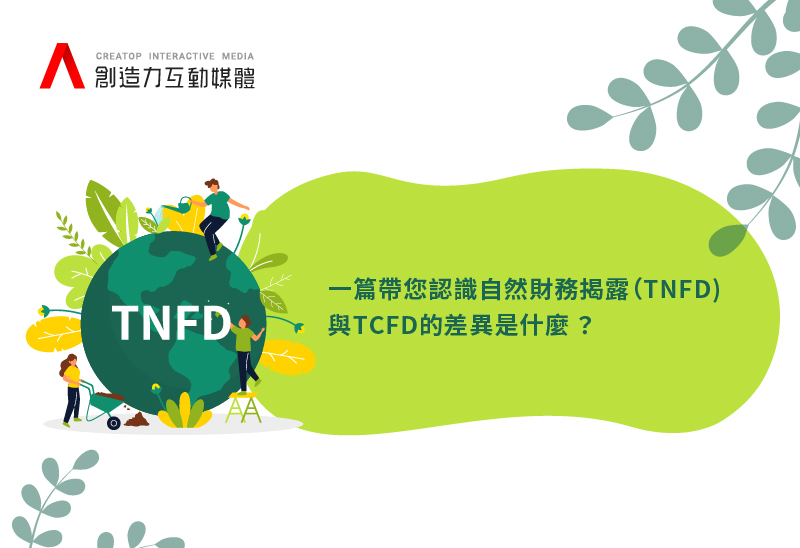 CREATOP INTERACTIVE MEDIA
創造力互動媒體
TNFD
一篇帶您認識自然財務揭露（TNFD)
與TCFD的差異是什麼？